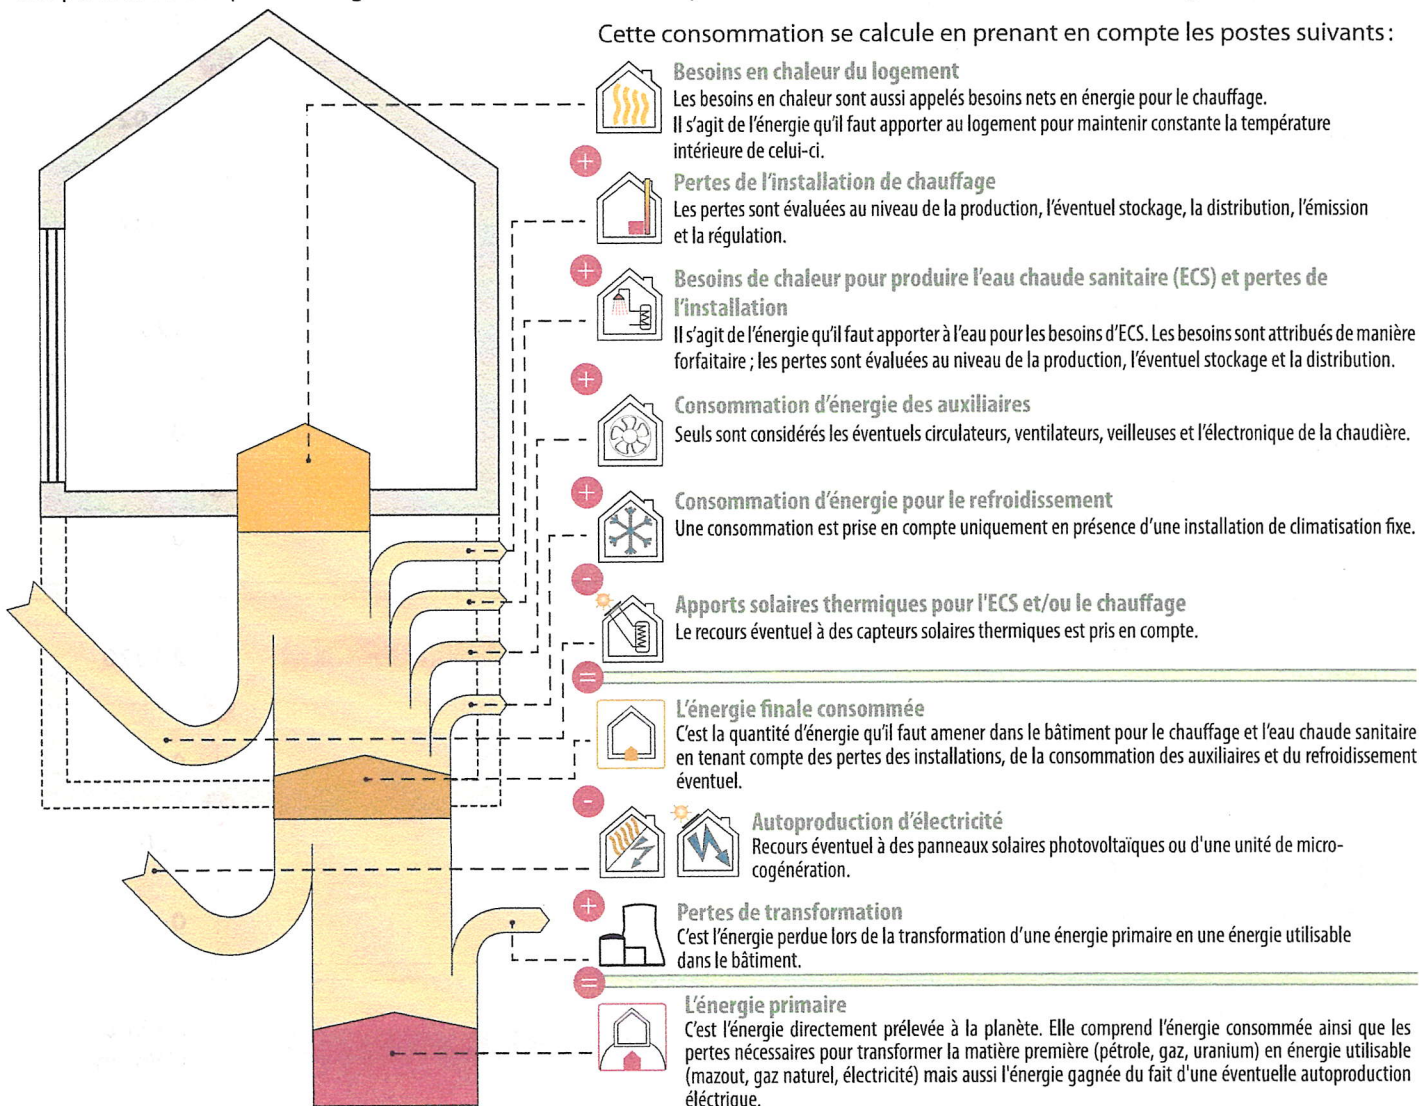 Cette consommation se calcule en prenant en compte les postes suivants :
Besoins en chaleur du logement
Les besoins en chaleur sont aussi appelés besoins nets en énergie pour le chauffage.
Il s'agit de l'énergie qu'il faut apporter au logement pour maintenir constante la température
intérieure de celui-ci.
+
Pertes de l'installation de chauffage
Les pertes sont évaluées au niveau de la production, l'éventuel stockage, la distribution, l'émission
et la régulation.
+
Besoins de chaleur pour produire l'eau chaude sanitaire (ECS) et pertes de
l'installation
Il s'agit de l'énergie qu'il faut apporter à l'eau pour les besoins d'ECS. Les besoins sont attribués de manière
forfaitaire ; les pertes sont évaluées au niveau de la production, l'éventuel stockage et la distribution.
+
Consommation d'énergie des auxiliaires
Seuls sont considérés les éventuels circulateurs, ventilateurs, veilleuses et l'électronique de la chaudière.
+
Consommation d'énergie pour le refroidissement
Une consommation est prise en compte uniquement en présence d'une installation de climatisation fixe.
-
Apports solaires thermiques pour l'ECS et/ou le chauffage
Le recours éventuel à des capteurs solaires thermiques est pris en compte.
=
L'énergie finale consommée
C'est la quantité d'énergie qu'il faut amener dans le bâtiment pour le chauffage et l'eau chaude sanitaire
en tenant compte des pertes des installations, de la consommation des auxiliaires et du refroidissement
éventuel.
-
Autoproduction d'électricité
Recours éventuel à des panneaux solaires photovoltaïques ou d'une unité de micro-
cogénération.
+
Pertes de transformation
C'est l'énergie perdue lors de la transformation d'une énergie primaire en une énergie utilisable
dans le bâtiment.
=
L'énergie primaire
C'est l'énergie directement prélevée à la planète. Elle comprend l'énergie consommée ainsi que les
pertes nécessaires pour transformer la matière première (pétrole, gaz, uranium) en énergie utilisable
(mazout, gaz naturel, électricité) mais aussi l'énergie gagnée du fait d'une éventuelle autoproduction
éléctrique.